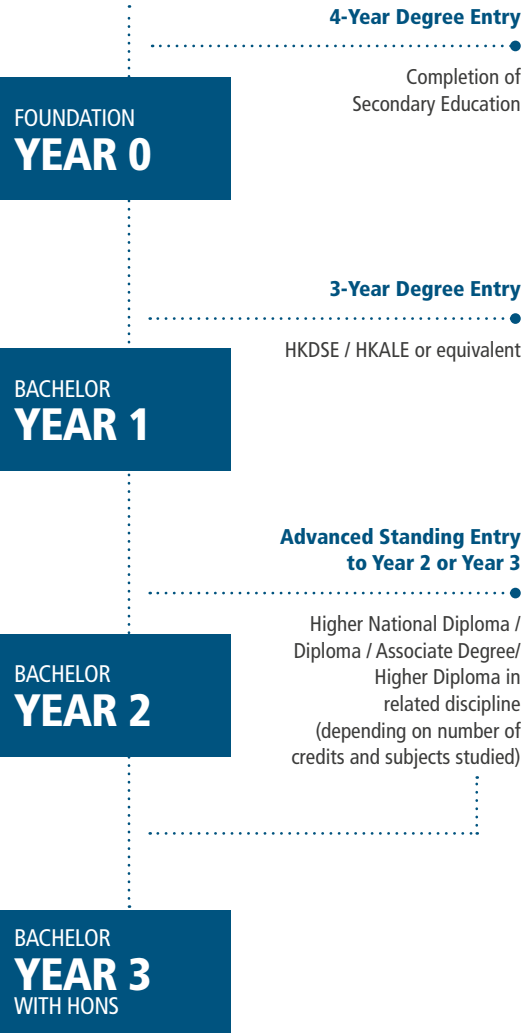 4-Year Degree Entry
Completion of
Secondary Education
FOUNDATION
YEAR 0
3-Year Degree Entry
HKDSE / HKALE or equivalent
BACHELOR
YEAR 1
Advanced Standing Entry
to Year 2 or Year 3
Higher National Diploma /
Diploma / Associate Degree/
Higher Diploma in
related discipline
(depending on number of
credits and subjects studied)
BACHELOR
YEAR 2
BACHELOR
YEAR 3
WITH HONS